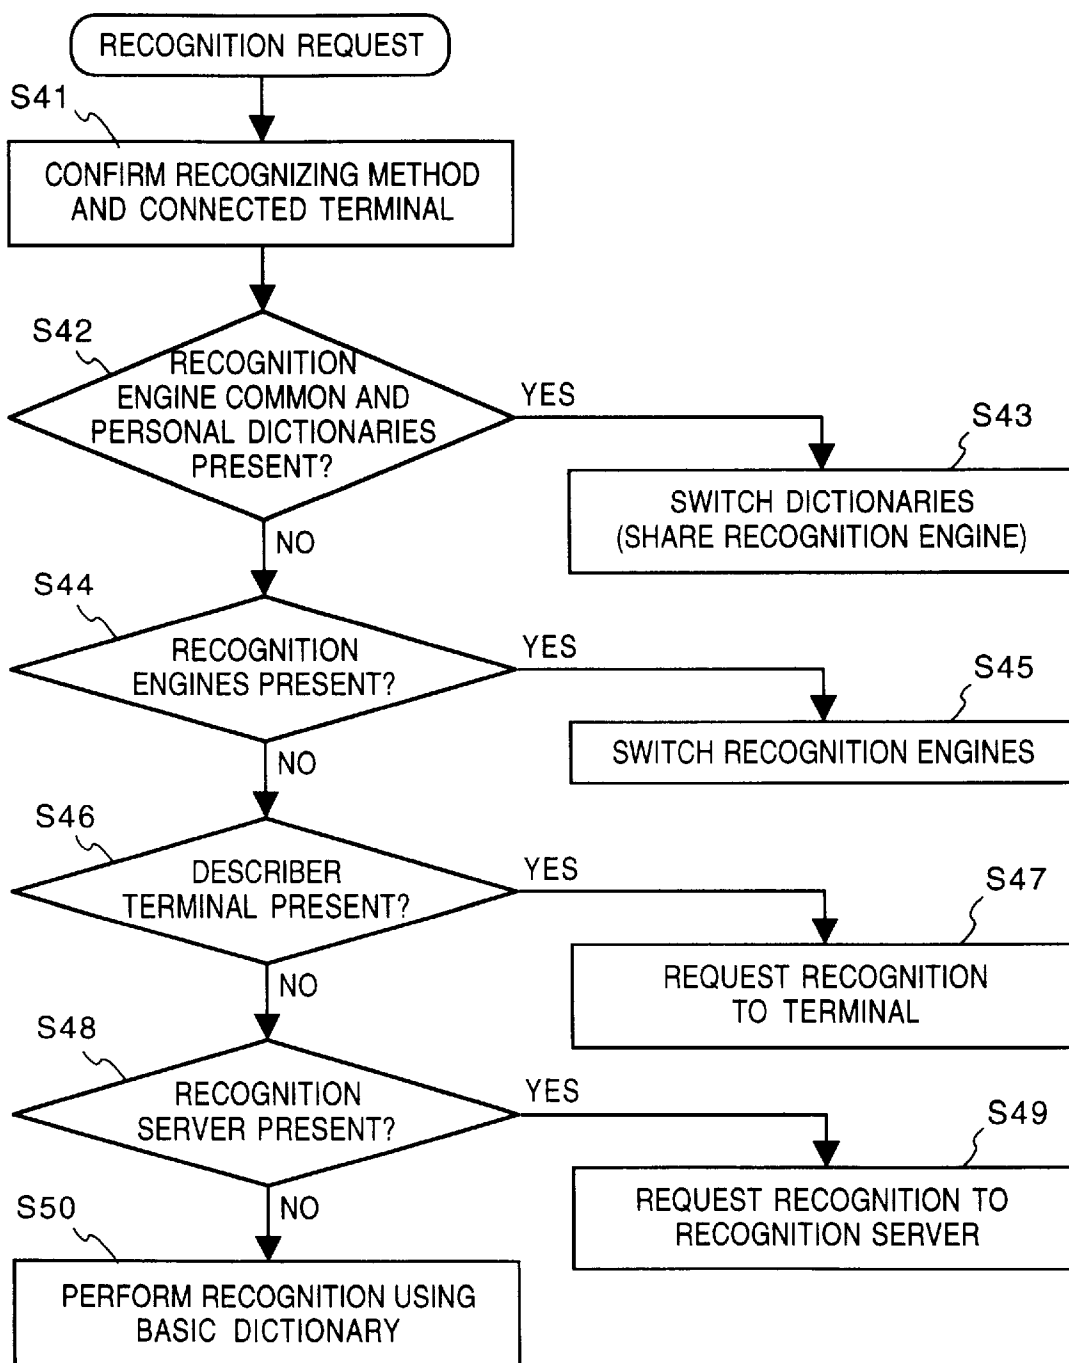 RECOGNITION REQUEST
S41
CONFIRM RECOGNIZING METHOD
AND CONNECTED TERMINAL
S42
RECOGNITION
ENGINE COMMON AND
PERSONAL DICTIONARIES
PRESENT?
YES
S43
SWITCH DICTIONARIES
(SHARE RECOGNITION ENGINE)
NO
S44
RECOGNITION
ENGINES PRESENT?
YES
S45
SWITCH RECOGNITION ENGINES
NO
S46
DESCRIBER
TERMINAL PRESENT?
YES
S47
REQUEST RECOGNITION
TO TERMINAL
NO
S48
RECOGNITION
SERVER PRESENT?
YES
S49
REQUEST RECOGNITION TO
RECOGNITION SERVER
NO
S50
PERFORM RECOGNITION USING
BASIC DICTIONARY